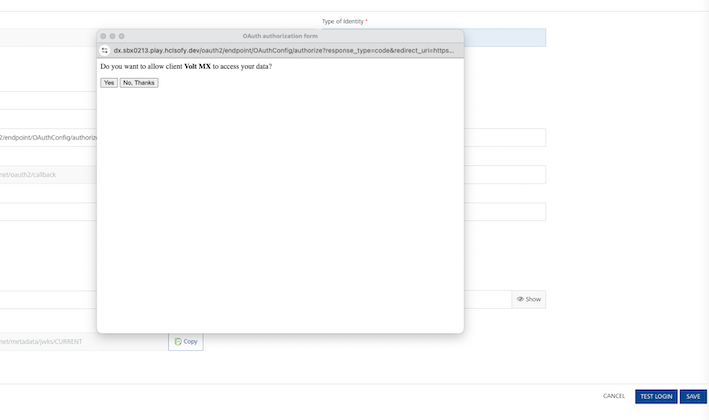 Type of Identity *
OAuth authorization form
dx.sbx0213.play.hclsofy.dev/oauth2/endpoint/OAuthConfig/authorize?response_type=code&redirect_uri=https...
Do you want to allow client Volt MX to access your data?
Yes No, Thanks
2/endpoint/OAuthConfig/authorize
net/oauth2/callback
Show
net/metadata/jwks/CURRENT
Copy
CANCEL TEST LOGIN SAVE